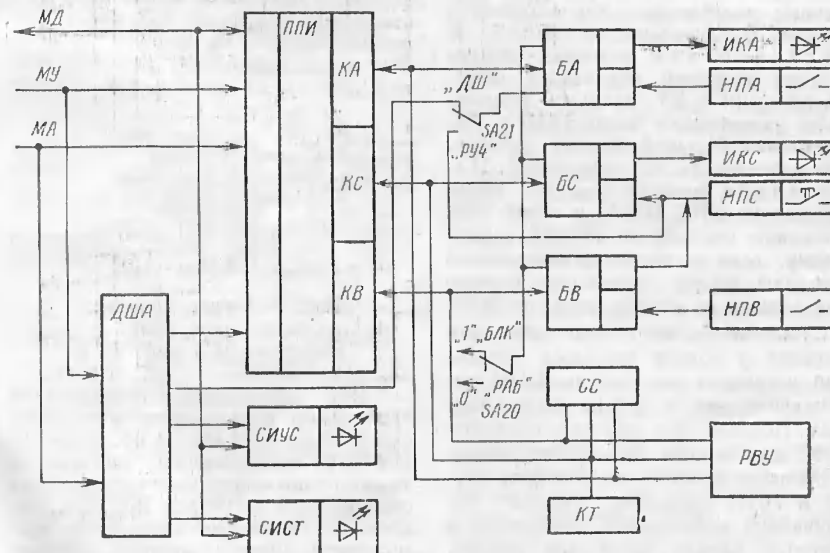 МД
МУ
МА
ППИ
КА
КС
КВ
ДША
СИУС
СИСТ
„ДШ"
SA21
„РУ4"
БА
БС
БВ
ИКА
НПА
ИКС
НПС
НПВ
„1" „БЛК
„0" „РАБ"
SA20
СС
КТ
РВУ